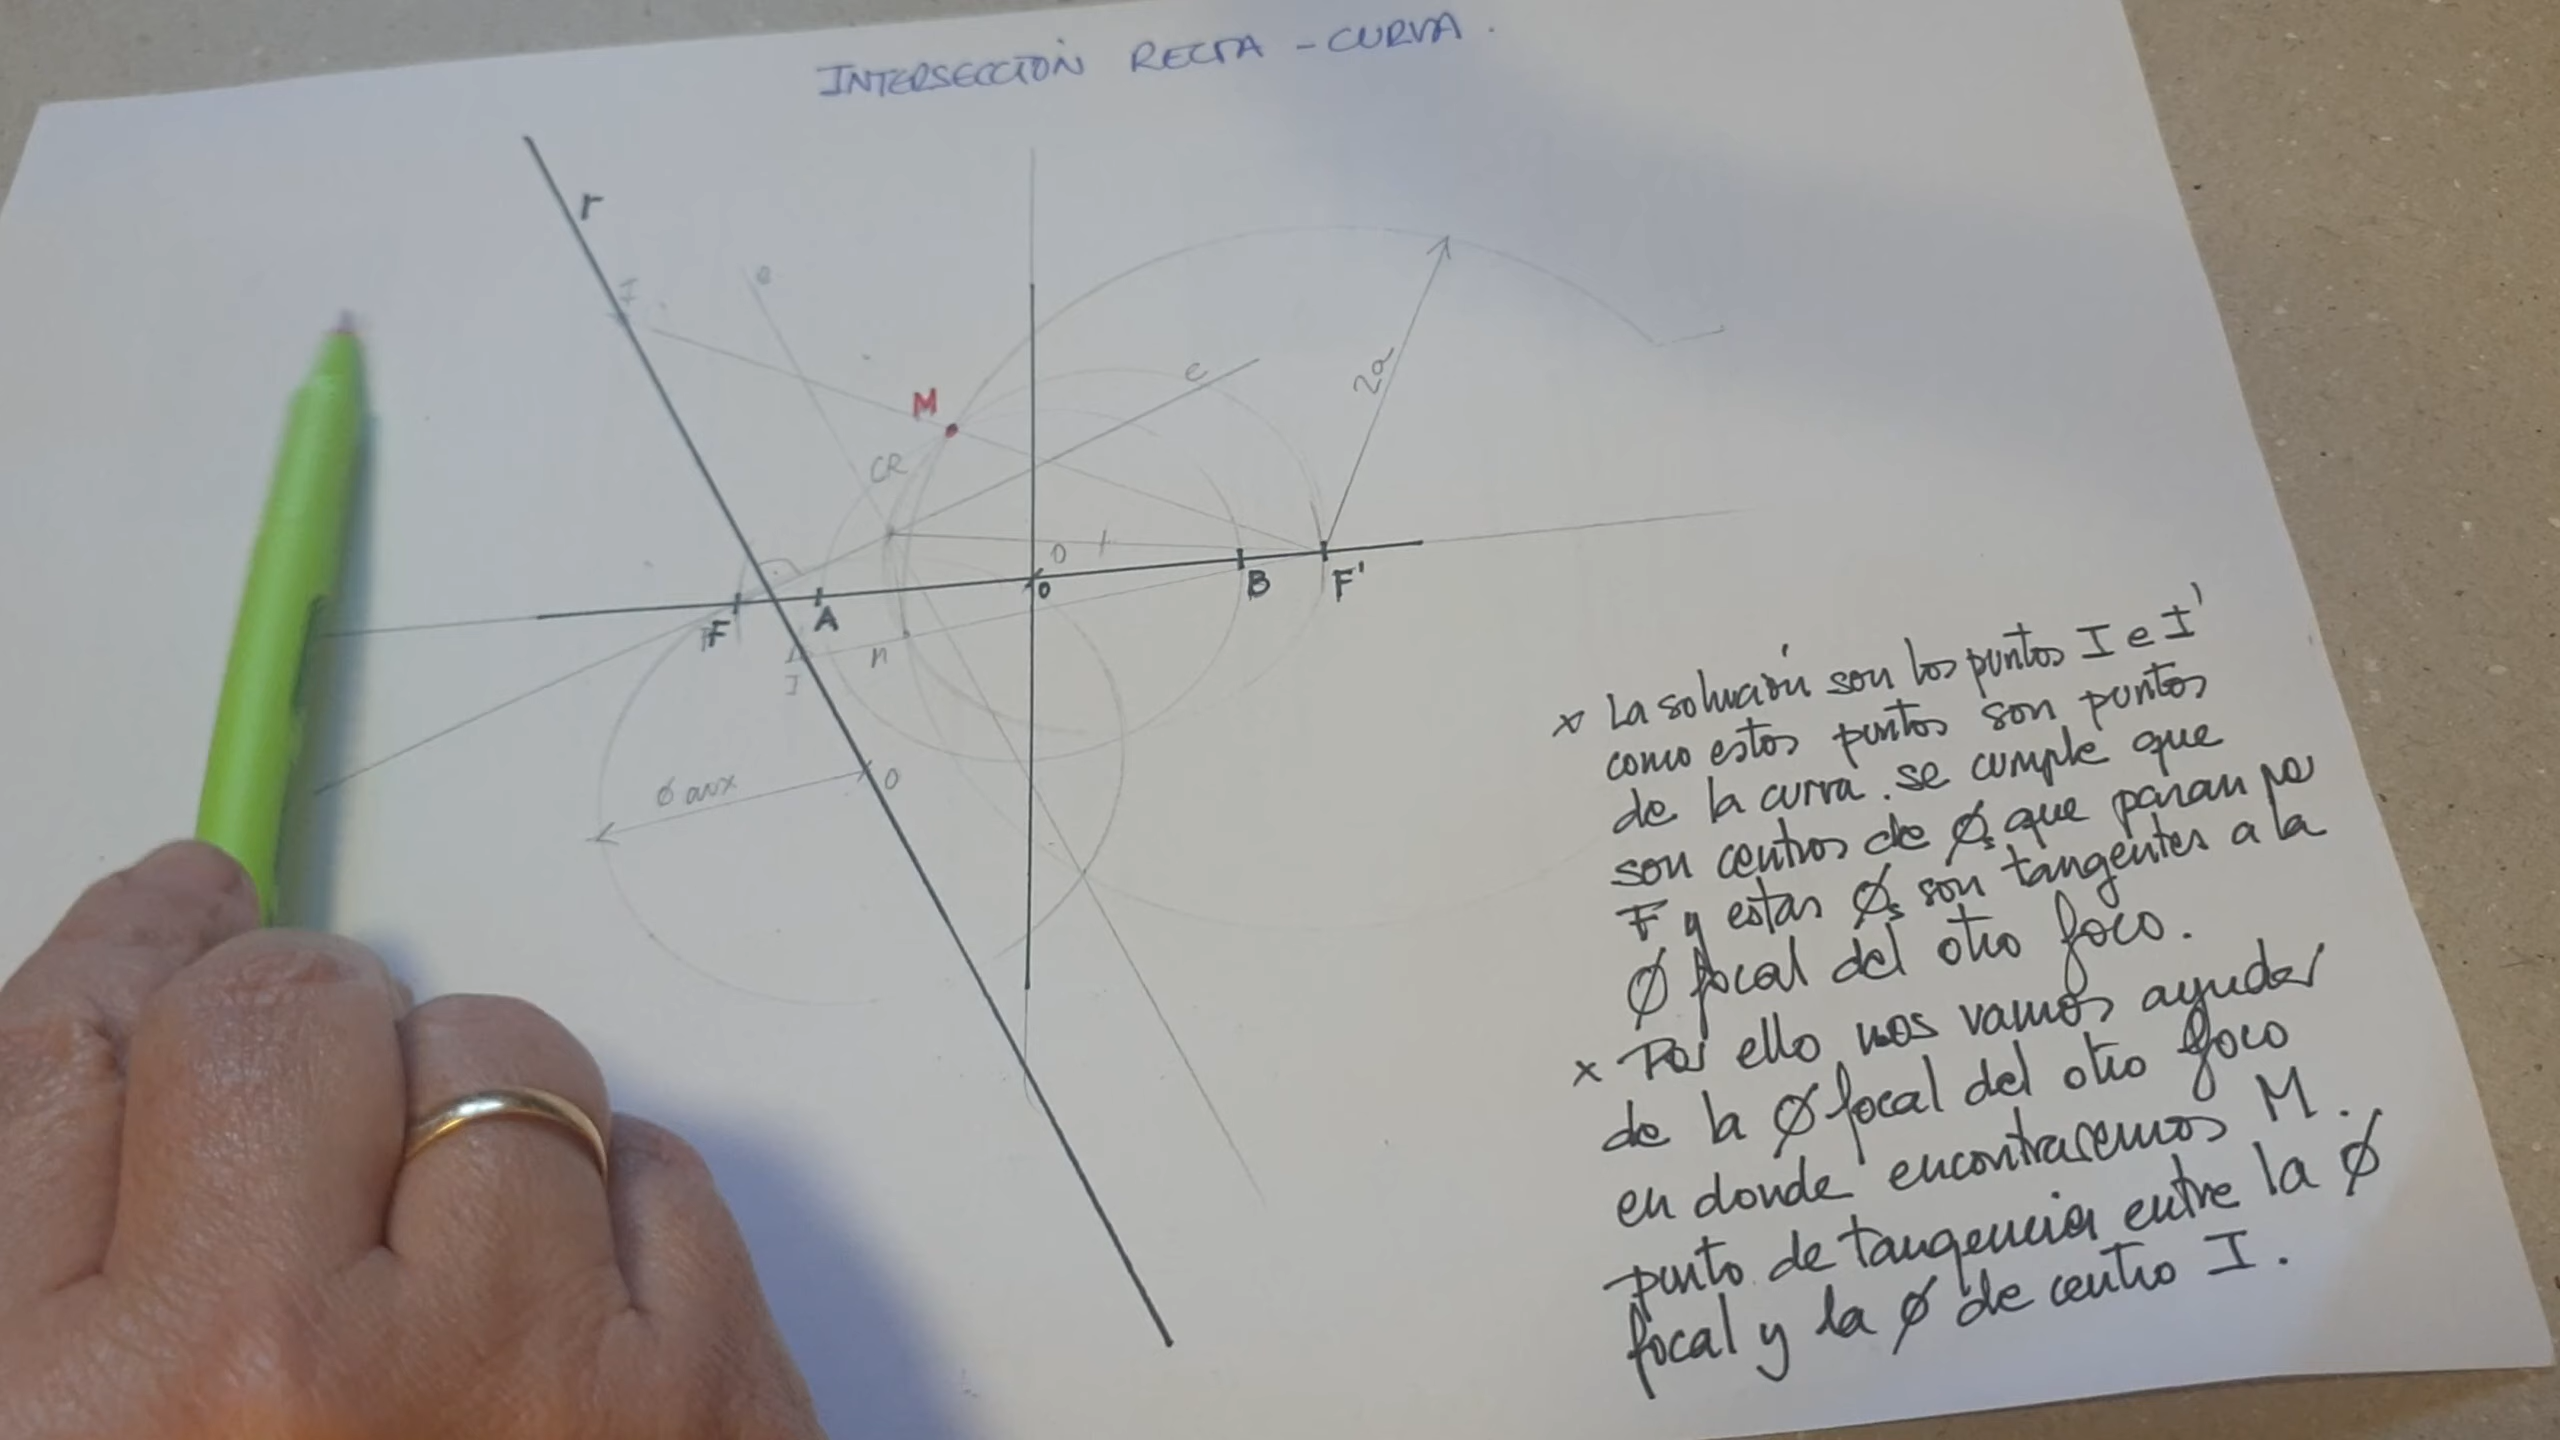 INTERSECCIÓN RECTA - CURVA.
r
I
e
M
e
2a
CR
O
O
F
A
B
F'
I
n
ø aux
O
x La solución son los puntos I e I'
como estos puntos son puntos
de la curva. se cumple que
son centros de øs que pasan po
F y estas øs son tangentes a la
ø focal del otro foco.
x Por ello nos vamos ayudar
de la ø focal del otro foco
en donde encontraremos M.
punto de tangencia entre la ø
focal y la ø de centro I.